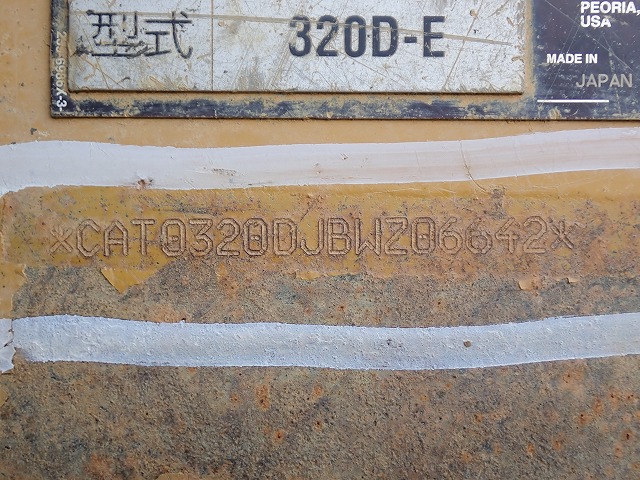 型式 320D-E
PEORIA,
USA
MADE IN
JAPAN
*CAT0320DJBWZ06642*